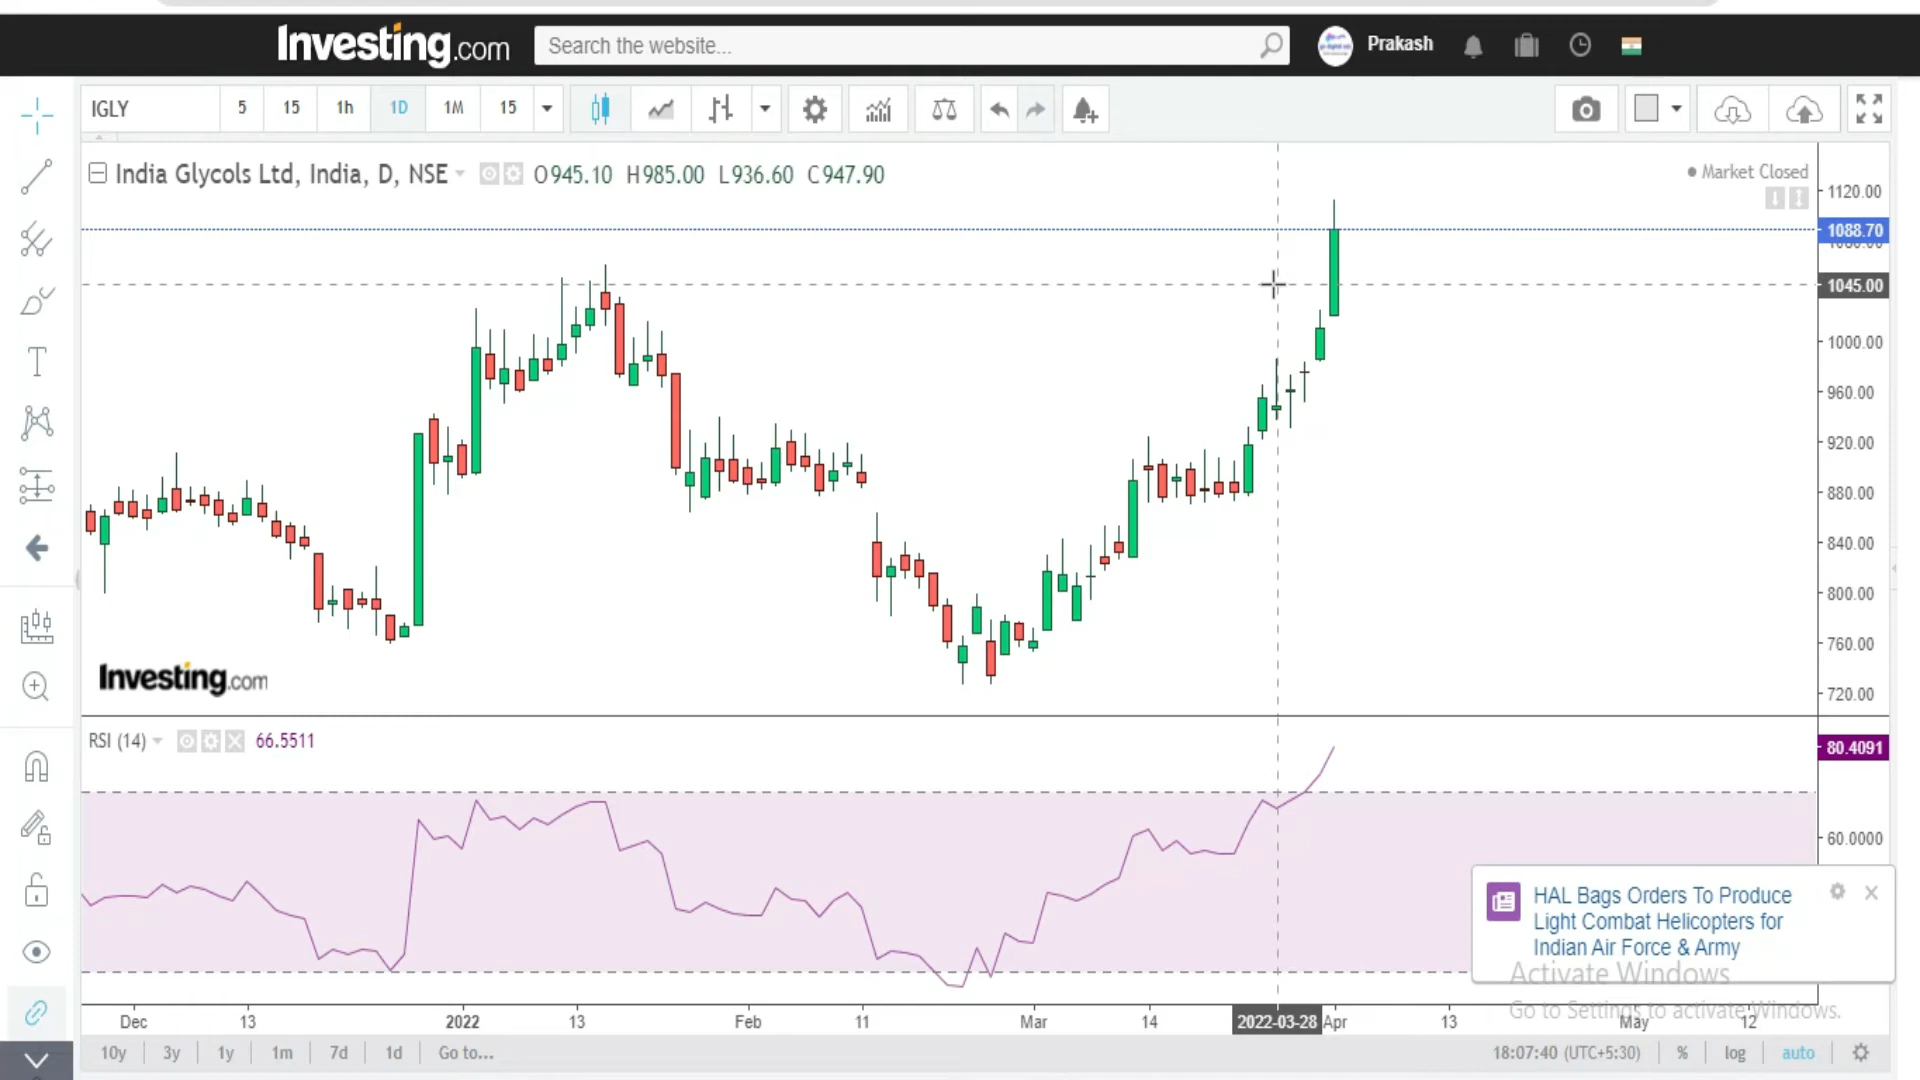 Investing.com
Search the website...
Prakash
IGLY 5 15 1h 1D 1M 15
India Glycols Ltd, India, D, NSE O945.10 H985.00 L936.60 C947.90
Market Closed
1120.00
1088.70
1045.00
1000.00
960.00
920.00
880.00
840.00
800.00
760.00
720.00
Investing.com
RSI (14) 66.5511
80.4091
60.0000
HAL Bags Orders To Produce
Light Combat Helicopters for
Indian Air Force & Army
Activate Windows
Go to Settings to activate Windows.
Dec 13 2022 13 Feb 11 Mar 14 2022-03-28 Apr 13 May 12
10y 3y 1y 1m 7d 1d Go to... 18:07:40 (UTC+5:30) % log auto